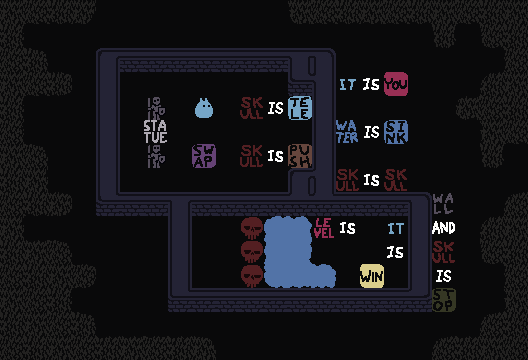 IT IS YOU
SKULL IS TELE
STATUE
WATER IS SINK
SWAP SKULL IS PUSH
SKULL IS SKULL
WALL
LEVEL IS IT AND
IS SKULL
WIN IS
STOP